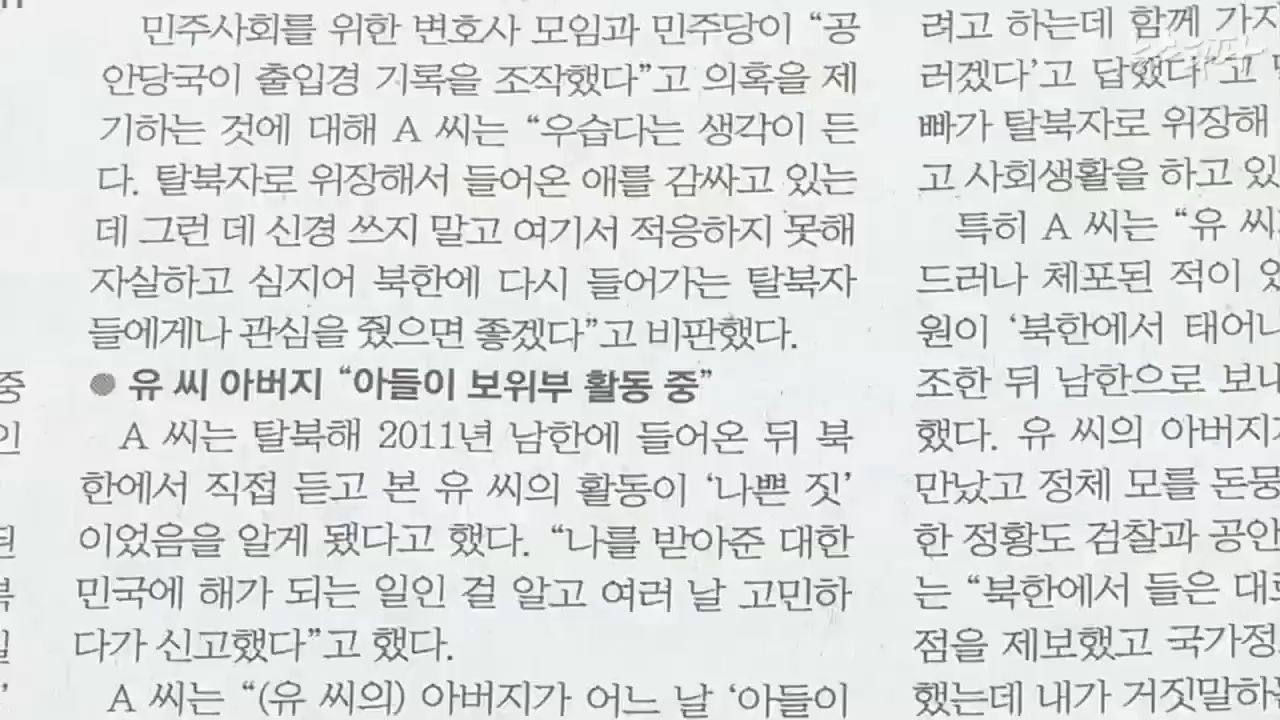 민주사회를 위한 변호사 모임과 민주당이 “공
안당국이 출입경 기록을 조작했다”고 의혹을 제
기하는 것에 대해 A 씨는 “우습다는 생각이 든
다. 탈북자로 위장해서 들어온 애를 감싸고 있는
데 그런 데 신경 쓰지 말고 여기서 적응하지 못해
자살하고 심지어 북한에 다시 들어가는 탈북자
들에게나 관심을 줬으면 좋겠다”고 비판했다.
● 유 씨 아버지 “아들이 보위부 활동 중”
A 씨는 탈북해 2011년 남한에 들어온 뒤 북
한에서 직접 듣고 본 유 씨의 활동이 ‘나쁜 짓’
이었음을 알게 됐다고 했다. “나를 받아준 대한
민국에 해가 되는 일인 걸 알고 여러 날 고민하
다가 신고했다”고 했다.
A 씨는 “(유 씨의) 아버지가 어느 날 ‘아들이
려고 하는데 함께 가자
러겠다’고 답했다”고
빠가 탈북자로 위장해
고 사회생활을 하고 있
특히 A 씨는 “유 씨
드러나 체포된 적이 있
원이 ‘북한에서 태어나
조한 뒤 남한으로 보내
했다. 유 씨의 아버지
만났고 정체 모를 돈뭉
한 정황도 검찰과 공안
는 “북한에서 들은 대로
점을 제보했고 국가정
했는데 내가 거짓말하